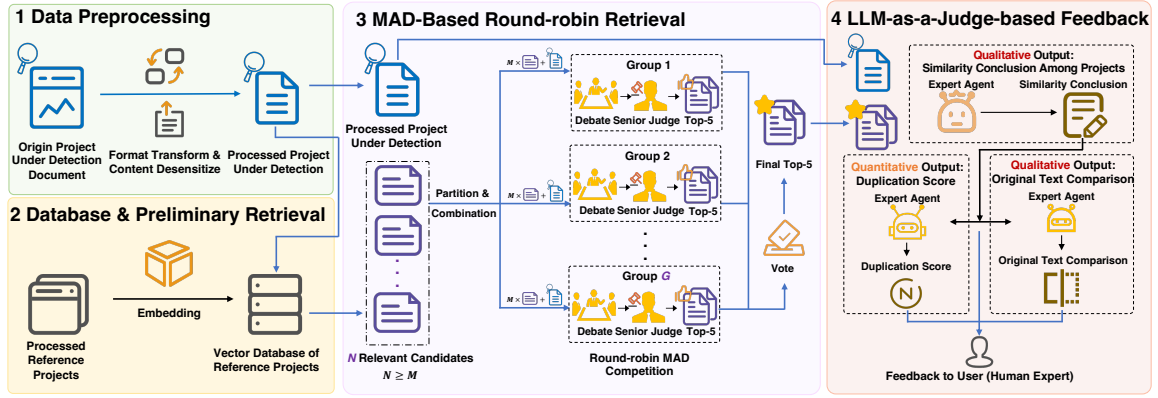 1 Data Preprocessing
Origin Project
Under Detection
Document
Format Transform &
Content Desensitize
Processed Project
Under Detection
2 Database & Preliminary Retrieval
Processed
Reference
Projects
Embedding
Vector Database of
Reference Projects
3 MAD-Based Round-robin Retrieval
Processed Project
Under Detection
N Relevant Candidates
N ≥ M
Partition &
Combination
M × +
Group 1
Debate Senior Judge Top-5
M × +
Group 2
Debate Senior Judge Top-5
M × +
Group G
Debate Senior Judge Top-5
Round-robin MAD
Competition
Final Top-5
Vote
4 LLM-as-a-Judge-based Feedback
Qualitative Output:
Similarity Conclusion Among Projects
Expert Agent
Similarity Conclusion
Quantitative Output:
Duplication Score
Expert Agent
Duplication Score
N
Qualitative Output:
Original Text Comparison
Expert Agent
Original Text Comparison
Feedback to User (Human Expert)